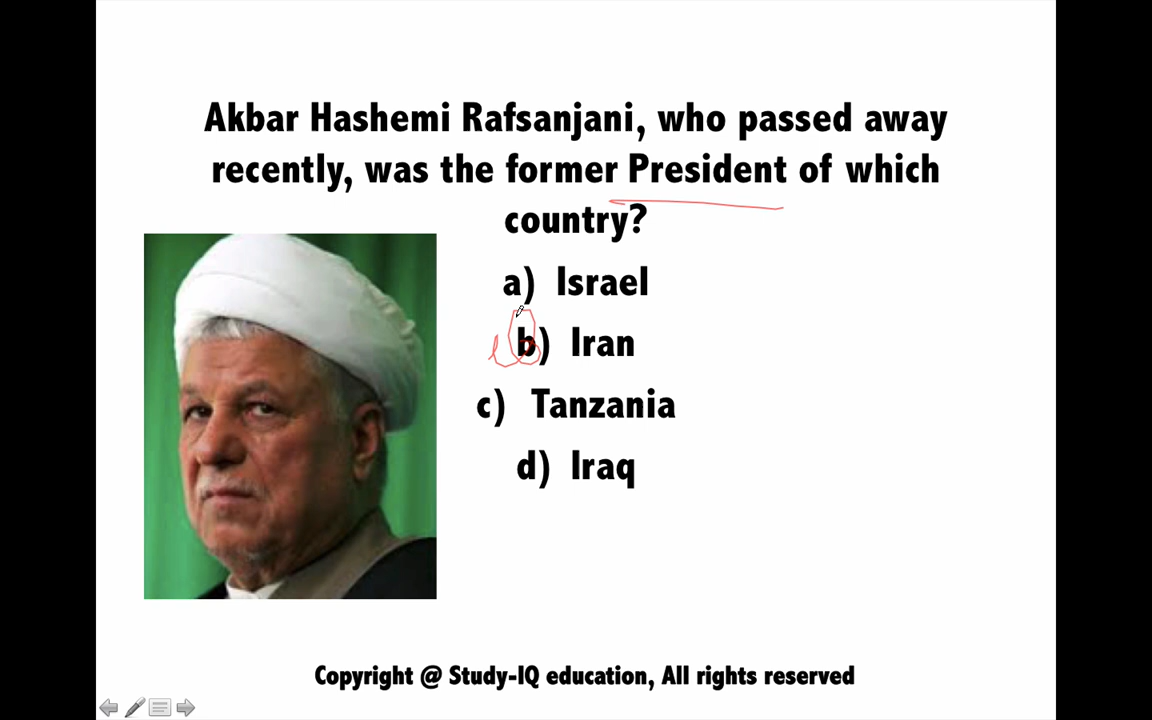 Akbar Hashemi Rafsanjani, who passed away
recently, was the former President of which
country?
a) Israel
b) Iran
c) Tanzania
d) Iraq
Copyright @ Study-IQ education, All rights reserved